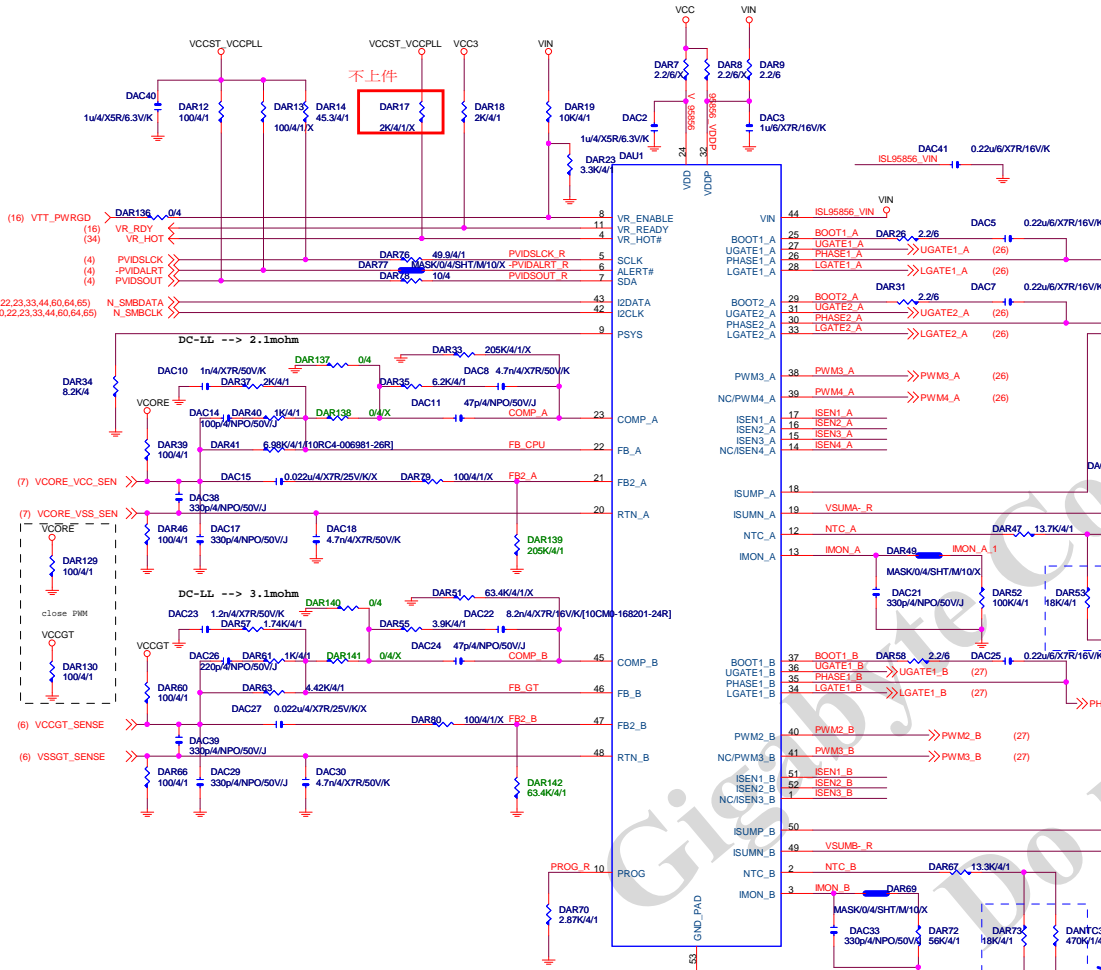 VCC VIN
VCCST_VCCPLL VCCST_VCCPLL VCC3 VIN
不上件
DAR7 2.2/6/X DAR8 2.2/6/X DAR9 2.2/6
DAC40 1u/4/X5R/6.3V/K
DAR12 100/4/1
DAR13 100/4/1/X
DAR14 45.3/4/1
DAR17 2K/4/1/X
DAR18 2K/4/1
DAR19 10K/4/1
DAC2 1u/4/X5R/6.3V/K
V_95856
95856_VDDP
DAC3 1u/6/X7R/16V/K
DAR23 3.3K/4/1
DAU1
24 32
VDD VDDP
DAC41 0.22u/6/X7R/16V/K
ISL95856_VIN
(16) VTT_PWRGD DAR136 0/4 8 VR_ENABLE
(16) VR_RDY 11 VR_READY
(34) VR_HOT 4 VR_HOT#
VIN 44 ISL95856_VIN VIN
(4) PVIDSLCK DAR76 49.9/4/1 PVIDSLCK_R 5 SCLK
(4) -PVIDALRT DAR77 MASK/0/4/SHT/M/10/X -PVIDALRT_R 6 ALERT#
(4) PVIDSOUT DAR78 10/4 PVIDSOUT_R 7 SDA
BOOT1_A 25 BOOT1_A DAR26 2.2/6 DAC5 0.22u/6/X7R/16V/K
UGATE1_A 27 UGATE1_A UGATE1_A (26)
PHASE1_A 26 PHASE1_A
LGATE1_A 28 LGATE1_A LGATE1_A (26)
22,23,33,44,60,64,65) N_SMBDATA 43 I2DATA
0,22,23,33,44,60,64,65) N_SMBCLK 42 I2CLK
9 PSYS
BOOT2_A 29 BOOT2_A DAR31 2.2/6 DAC7 0.22u/6/X7R/16V/K
UGATE2_A 31 UGATE2_A UGATE2_A (26)
PHASE2_A 30 PHASE2_A
LGATE2_A 33 LGATE2_A LGATE2_A (26)
DC-LL --> 2.1mohm
DAR33 205K/4/1/X
DAR137 0/4
DAC10 1n/4/X7R/50V/K
DAR37 2K/4/1
DAR35 6.2K/4/1
DAC8 4.7n/4/X7R/50V/K
DAR34 8.2K/4
VCORE
DAC14 100p/4/NPO/50V/J
DAR40 1K/4/1
DAR138 0/4/X
DAC11 47p/4/NPO/50V/J
COMP_A 23 COMP_A
PWM3_A 38 PWM3_A PWM3_A (26)
NC/PWM4_A 39 PWM4_A PWM4_A (26)
ISEN1_A 17 ISEN1_A
ISEN2_A 16 ISEN2_A
ISEN3_A 15 ISEN3_A
NC/ISEN4_A 14 ISEN4_A
DAR39 100/4/1
DAR41 6.98K/4/1/[10RC4-006981-26R] FB_CPU 22 FB_A
(7) VCORE_VCC_SEN DAC15 0.022u/4/X7R/25V/K/X DAR79 100/4/1/X FB2_A 21 FB2_A
DAC38 330p/4/NPO/50V/J
(7) VCORE_VSS_SEN 20 RTN_A
ISUMP_A 18
ISUMN_A 19 VSUMA-_R
NTC_A 12 NTC_A DAR47 13.7K/4/1
IMON_A 13 IMON_A DAR49 IMON_A_1
MASK/0/4/SHT/M/10/X
VCORE
DAR129 100/4/1
close PWM
VCCGT
DAR130 100/4/1
DAR46 100/4/1
DAC17 330p/4/NPO/50V/J
DAC18 4.7n/4/X7R/50V/K
DAR139 205K/4/1
DAC21 330p/4/NPO/50V/J
DAR52 100K/4/1
DAR53 18K/4/1
DC-LL --> 3.1mohm
DAR51 63.4K/4/1/X
DAR140 0/4
DAC23 1.2n/4/X7R/50V/K
DAR57 1.74K/4/1
DAR55 3.9K/4/1
DAC22 8.2n/4/X7R/16V/K/[10CM0-168201-24R]
VCCGT
DAC26 220p/4/NPO/50V/J
DAR61 1K/4/1
DAR141 0/4/X
DAC24 47p/4/NPO/50V/J
COMP_B 45 COMP_B
BOOT1_B 37 BOOT1_B DAR58 2.2/6 DAC25 0.22u/6/X7R/16V/K
UGATE1_B 36 UGATE1_B UGATE1_B (27)
PHASE1_B 35 PHASE1_B
LGATE1_B 34 LGATE1_B LGATE1_B (27)
DAR60 100/4/1
DAR63 4.42K/4/1 FB_GT 46 FB_B
(6) VCCGT_SENSE DAC27 0.022u/4/X7R/25V/K/X DAR80 100/4/1/X FB2_B 47 FB2_B
DAC39 330p/4/NPO/50V/J
(6) VSSGT_SENSE 48 RTN_B
PWM2_B 40 PWM2_B PWM2_B (27)
NC/PWM3_B 41 PWM3_B PWM3_B (27)
ISEN1_B 51 ISEN1_B
ISEN2_B 52 ISEN2_B
NC/ISEN3_B 1 ISEN3_B
DAR66 100/4/1
DAC29 330p/4/NPO/50V/J
DAC30 4.7n/4/X7R/50V/K
DAR142 63.4K/4/1
ISUMP_B 50
ISUMN_B 49 VSUMB-_R
PROG_R 10 PROG
NTC_B 2 NTC_B DAR67 13.3K/4/1
IMON_B 3 IMON_B DAR69
MASK/0/4/SHT/M/10/X
DAR70 2.87K/4/1
GND_PAD
53
DAC33 330p/4/NPO/50V/J
DAR72 56K/4/1
DAR73 18K/4/1
DANTC3 470K/1/4
Gigabyte Co
Do